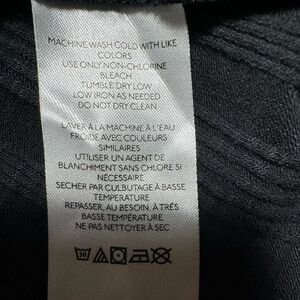 MACHINE WASH COLD WITH LIKE
COLORS
USE ONLY NON-CHLORINE
BLEACH
TUMBLE DRY LOW
LOW IRON AS NEEDED
DO NOT DRY CLEAN
LAVER À LA MACHINE À L'EAU
FROIDE AVEC COULEURS
SIMILAIRES
UTILISER UN AGENT DE
BLANCHIMENT SANS CHLORE SI
NÉCESSAIRE
SECHER PAR CULBUTAGE À BASSE
TEMPERATURE
REPASSER, AU BESOIN, À TRÉS
BASSE TEMPÉRATURE
NE PAS NETTOYER À SEC
30